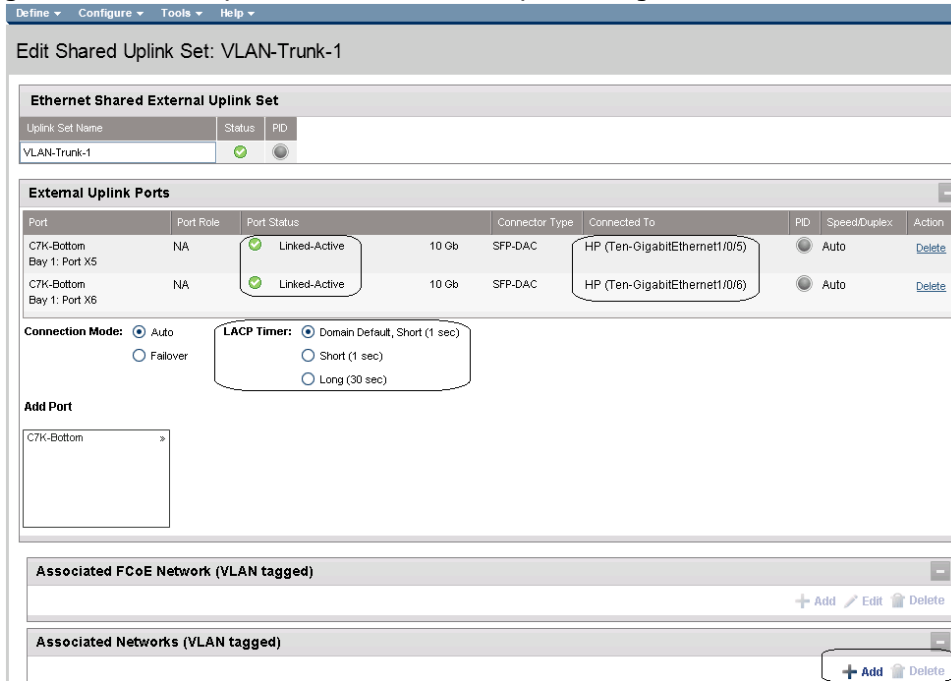 Define Configure Tools Help
Edit Shared Uplink Set: VLAN-Trunk-1
Ethernet Shared External Uplink Set
Uplink Set Name Status PID
VLAN-Trunk-1
External Uplink Ports
Port Port Role Port Status Connector Type Connected To PID Speed/Duplex Action
C7K-Bottom NA Linked-Active 10 Gb SFP-DAC HP (Ten-GigabitEthernet1/0/5) Auto Delete
Bay 1: Port X5
C7K-Bottom NA Linked-Active 10 Gb SFP-DAC HP (Ten-GigabitEthernet1/0/6) Auto Delete
Bay 1: Port X6
Connection Mode: Auto LACP Timer: Domain Default, Short (1 sec)
Failover Short (1 sec)
Long (30 sec)
Add Port
C7K-Bottom »
Associated FCoE Network (VLAN tagged)
Add Edit Delete
Associated Networks (VLAN tagged)
Add Delete